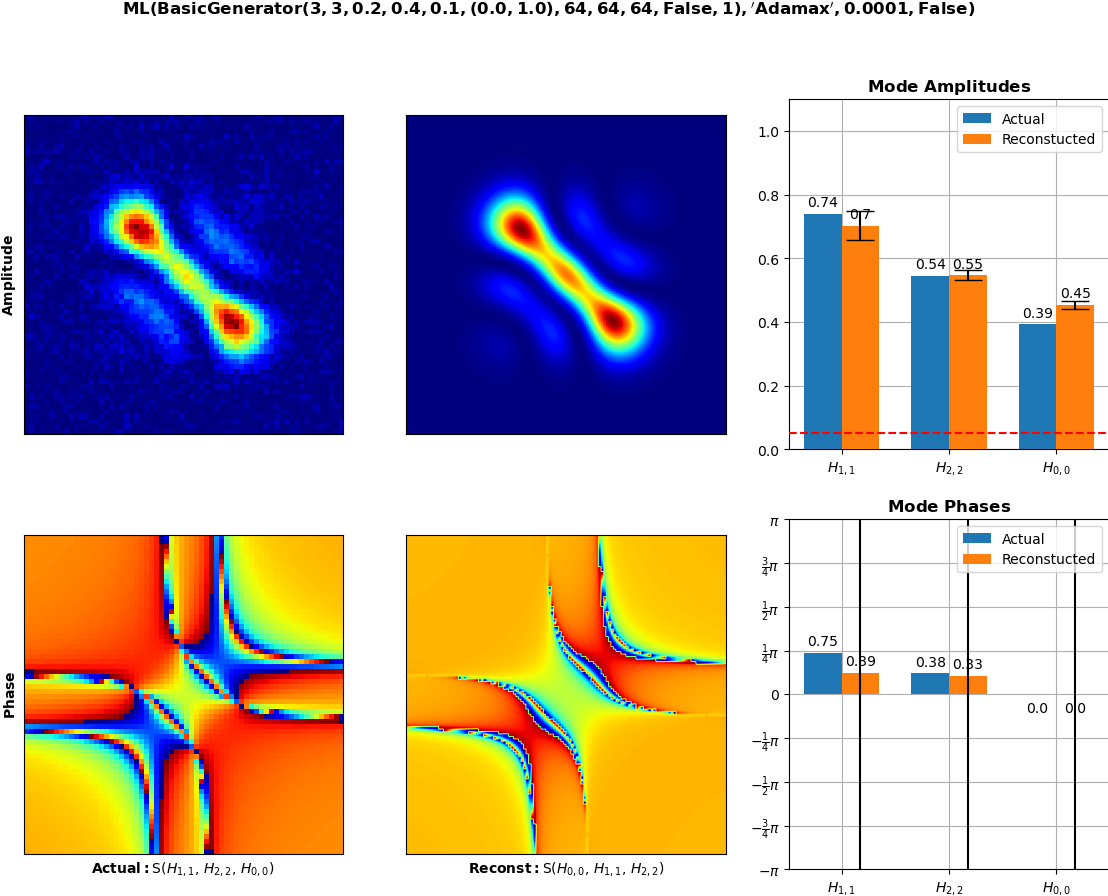 ML(BasicGenerator(3, 3, 0.2, 0.4, 0.1, (0.0, 1.0), 64, 64, 64, False, 1), ′Adamax′, 0.0001, False)
Amplitude
Mode Amplitudes
Actual
Reconstucted
1.0
0.8
0.6
0.4
0.2
0.0
0.74
0.7
0.54
0.55
0.39
0.45
H1, 1
H2, 2
H0, 0
Phase
Actual: S(H1, 1, H2, 2, H0, 0)
Reconst: S(H0, 0, H1, 1, H2, 2)
Mode Phases
Actual
Reconstucted
π
3/4π
1/2π
1/4π
0
−1/4π
−1/2π
−3/4π
−π
0.75
0.39
0.38
0.33
0.0
0.0
H1, 1
H2, 2
H0, 0